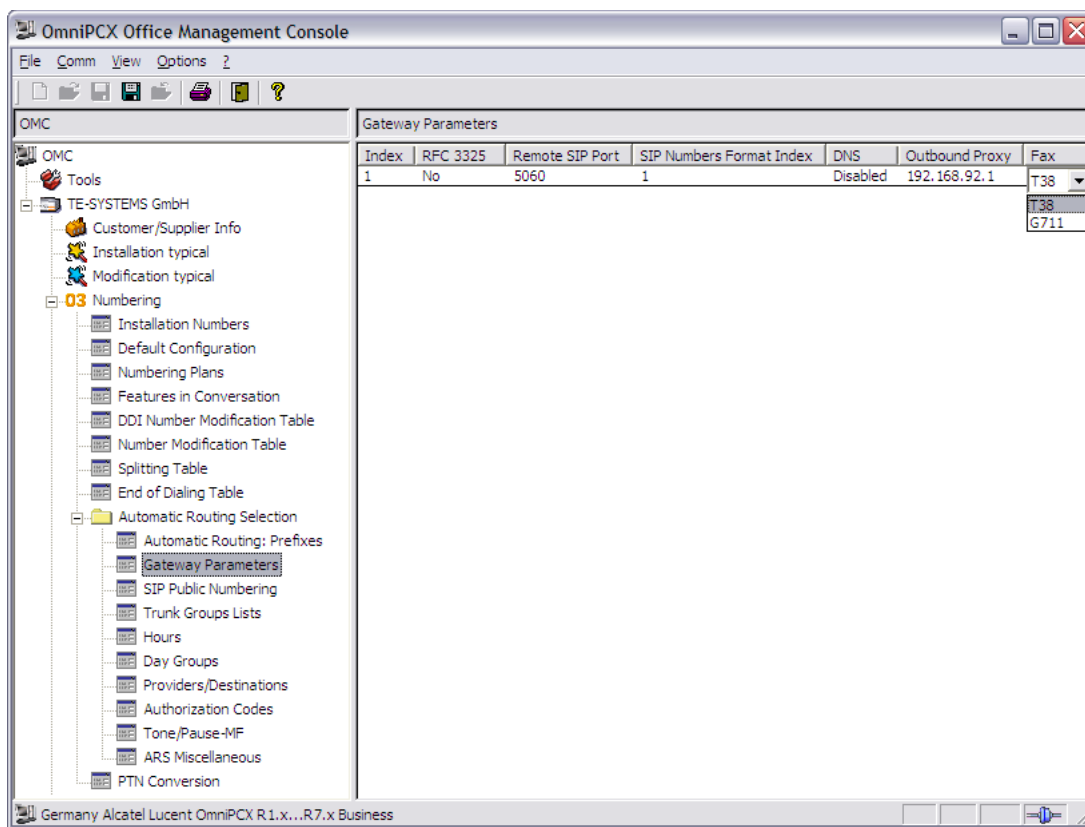 OmniPCX Office Management Console
File Comm View Options ?
OMC
Gateway Parameters
OMC
Tools
TE-SYSTEMS GmbH
Customer/Supplier Info
Installation typical
Modification typical
03 Numbering
Installation Numbers
Default Configuration
Numbering Plans
Features in Conversation
DDI Number Modification Table
Number Modification Table
Splitting Table
End of Dialing Table
Automatic Routing Selection
Automatic Routing: Prefixes
Gateway Parameters
SIP Public Numbering
Trunk Groups Lists
Hours
Day Groups
Providers/Destinations
Authorization Codes
Tone/Pause-MF
ARS Miscellaneous
PTN Conversion
Index RFC 3325 Remote SIP Port SIP Numbers Format Index DNS Outbound Proxy Fax
1 No 5060 1 Disabled 192.168.92.1 T38
T38
G711
Germany Alcatel Lucent OmniPCX R1.x...R7.x Business